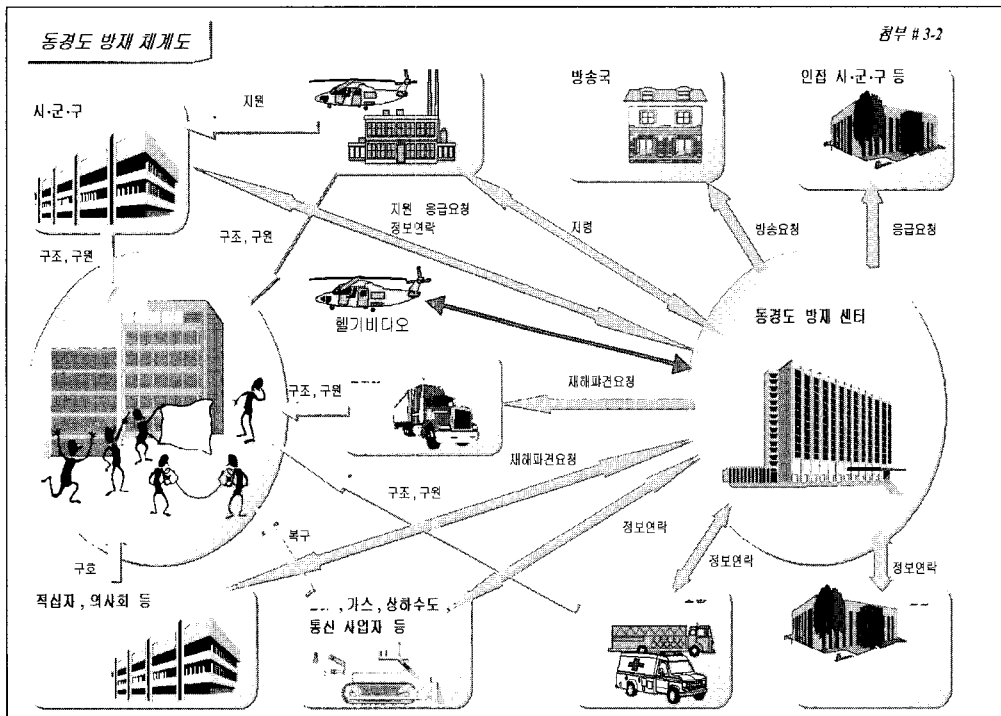 동경도 방재 체계도
첨부 # 3-2
시·군·구
지원
방송국
인접 시·군·구 등
지원 응급요청
정보연락
지령
방송요청
응급요청
구조, 구원
구조, 구원
헬기비디오
동경도 방재 센터
구조, 구원
재해파견요청
재해파견요청
구조, 구원
복구
정보연락
정보연락
정보연락
구호
적십자, 의사회 등
, 가스, 상하수도,
통신 사업자 등